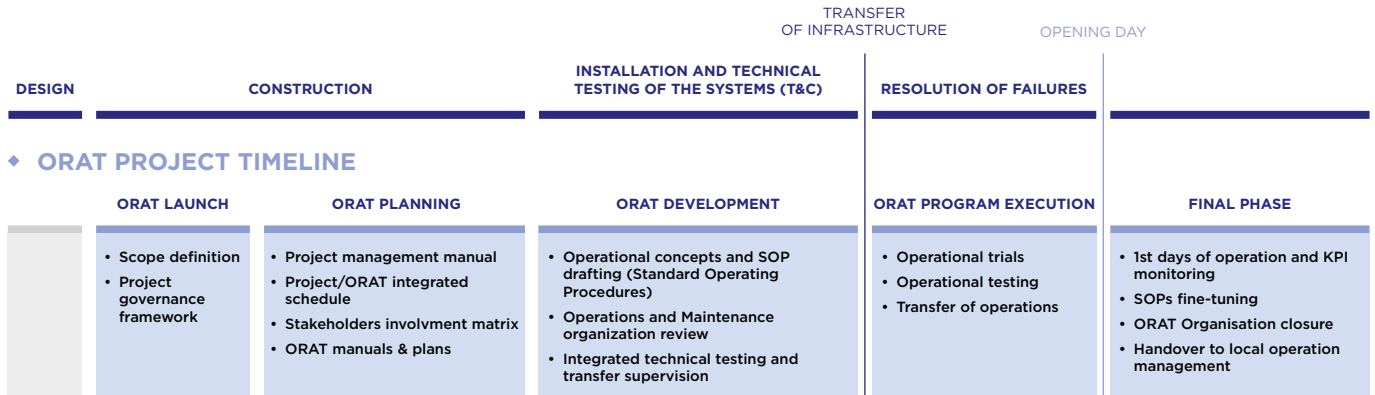 TRANSFER
OF INFRASTRUCTURE
OPENING DAY
DESIGN
CONSTRUCTION
INSTALLATION AND TECHNICAL
TESTING OF THE SYSTEMS (T&C)
RESOLUTION OF FAILURES
ORAT PROJECT TIMELINE
ORAT LAUNCH
• Scope definition
• Project
governance
framework
ORAT PLANNING
• Project management manual
• Project/ORAT integrated
schedule
• Stakeholders involvment matrix
• ORAT manuals & plans
ORAT DEVELOPMENT
• Operational concepts and SOP
drafting (Standard Operating
Procedures)
• Operations and Maintenance
organization review
• Integrated technical testing and
transfer supervision
ORAT PROGRAM EXECUTION
• Operational trials
• Operational testing
• Transfer of operations
FINAL PHASE
• 1st days of operation and KPI
monitoring
• SOPs fine-tuning
• ORAT Organisation closure
• Handover to local operation
management